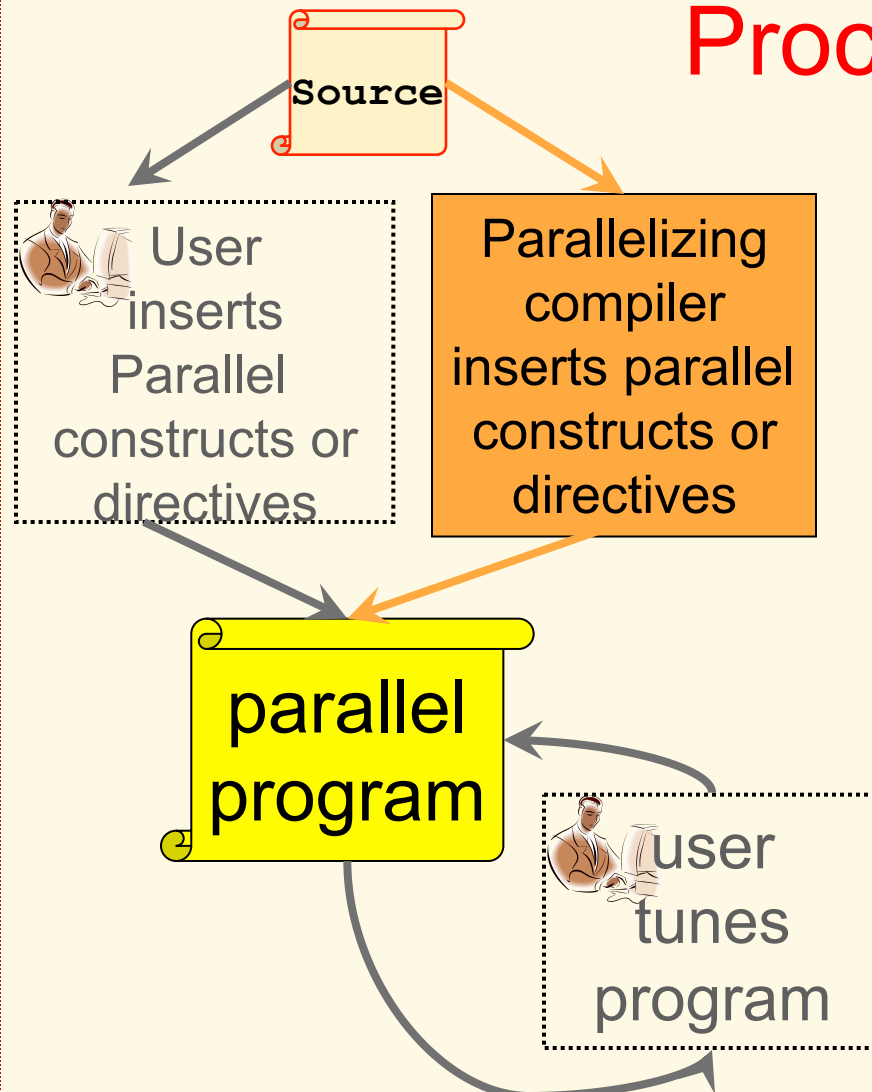 Proc
Source
User
inserts
Parallel
constructs or
directives
Parallelizing
compiler
inserts parallel
constructs or
directives
parallel
program
user
tunes
program